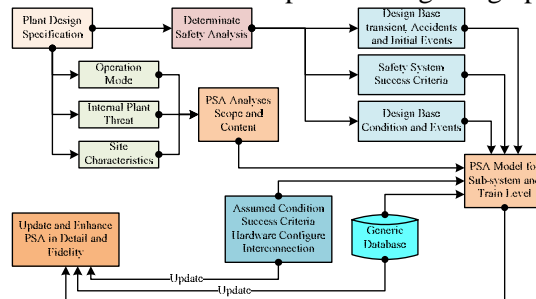 Plant Design
Specification
Determinate
Safety Analysis
Design Base
transient, Accidents
and Initial Events
Operation
Mode
Safety System
Success Criteria
Internal Plant
Threat
PSA Analyses
Scope and
Content
Design Base
Condition and Events
Site
Characteristics
PSA Model for
Sub-system and
Train Level
Assumed Condition
Success Criteria
Hardware Configure
Interconnection
Generic
Database
Update and Enhance
PSA in Detail and
Fidelity
Update
Update